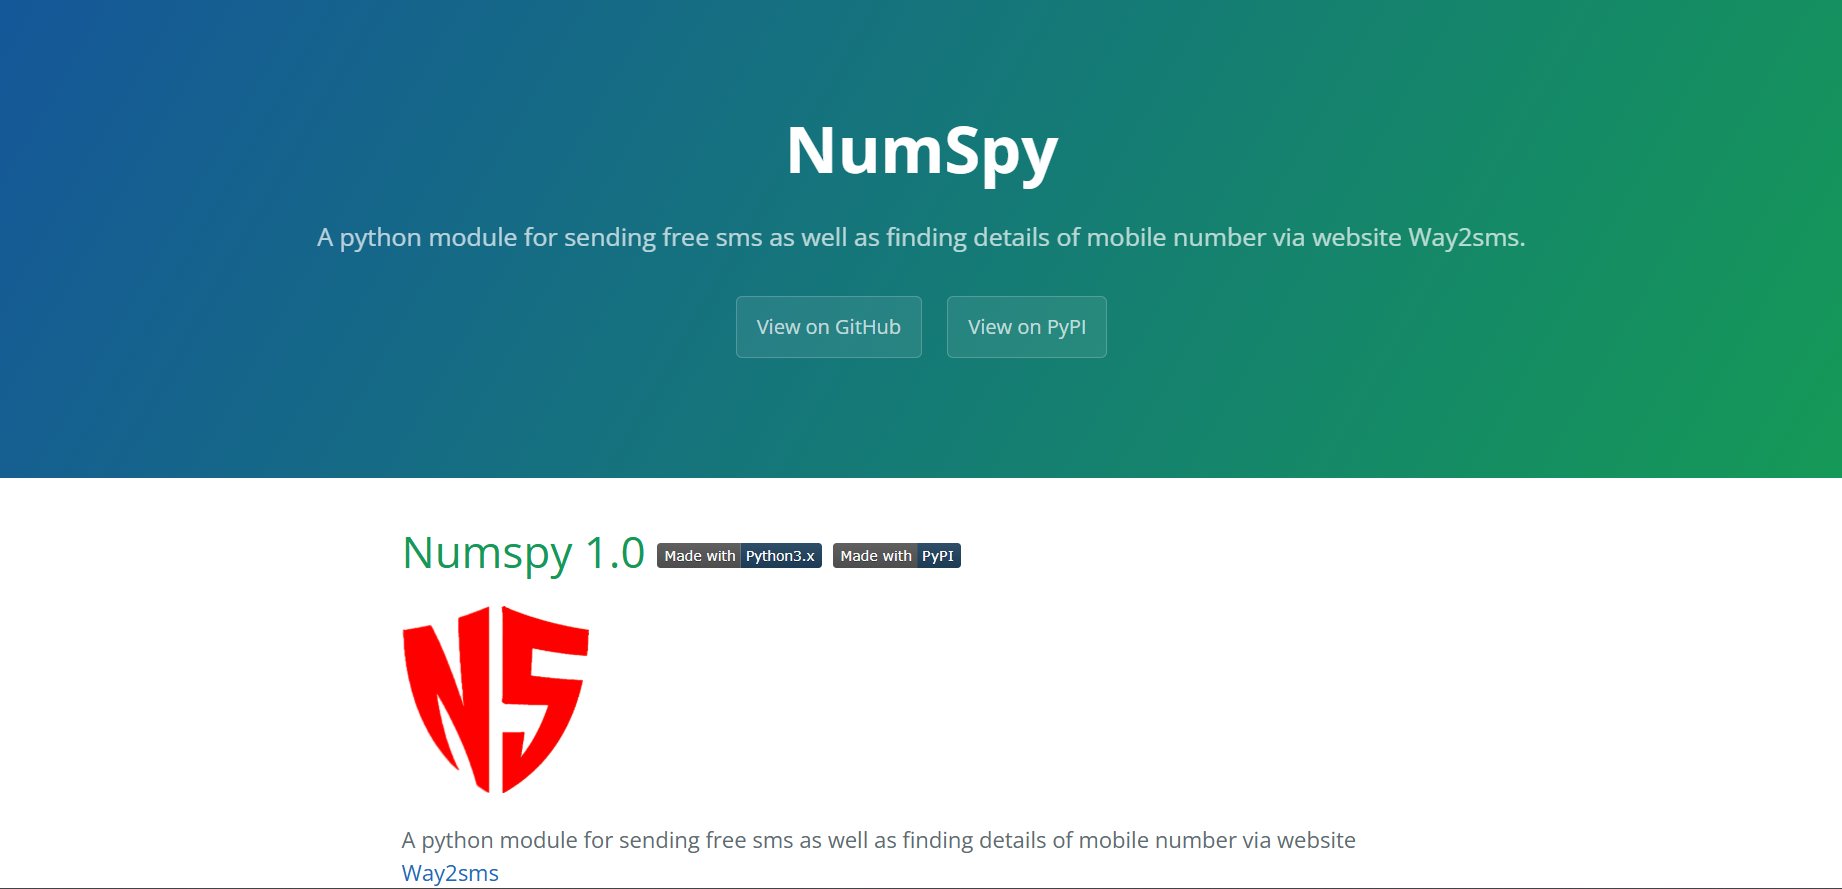 NumSpy
A python module for sending free sms as well as finding details of mobile number via website Way2sms.
View on GitHub View on PyPI
Numspy 1.0 Made with Python3.x Made with PyPI
NS
A python module for sending free sms as well as finding details of mobile number via website
Way2sms